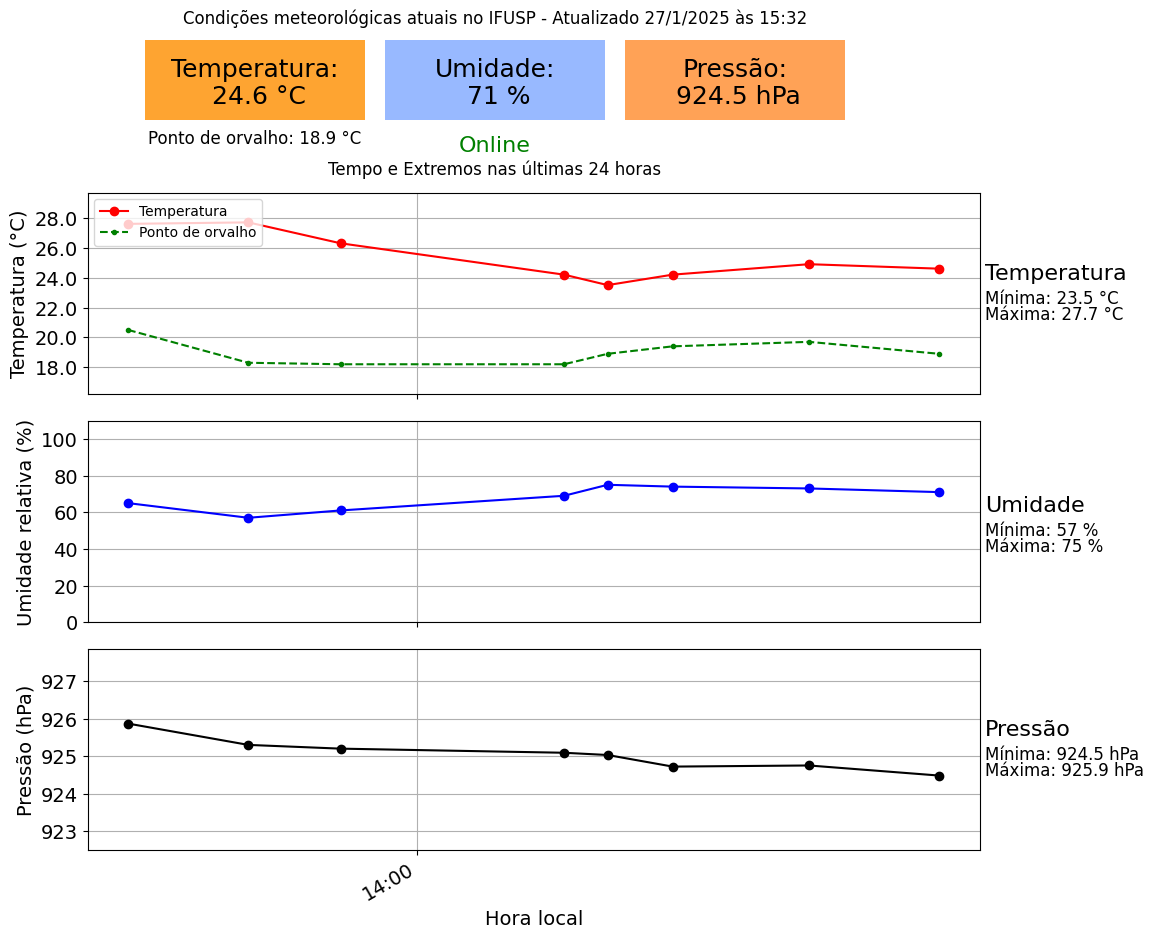 Condições meteorológicas atuais no IFUSP - Atualizado 27/1/2025 às 15:32
Temperatura:
24.6 °C
Umidade:
71 %
Pressão:
924.5 hPa
Ponto de orvalho: 18.9 °C
Online
Tempo e Extremos nas últimas 24 horas
Temperatura (°C)
28.0
26.0
24.0
22.0
20.0
18.0
Temperatura
Ponto de orvalho
Temperatura
Mínima: 23.5 °C
Máxima: 27.7 °C
Umidade relativa (%)
100
80
60
40
20
0
Umidade
Mínima: 57 %
Máxima: 75 %
Pressão (hPa)
927
926
925
924
923
Pressão
Mínima: 924.5 hPa
Máxima: 925.9 hPa
14:00
Hora local